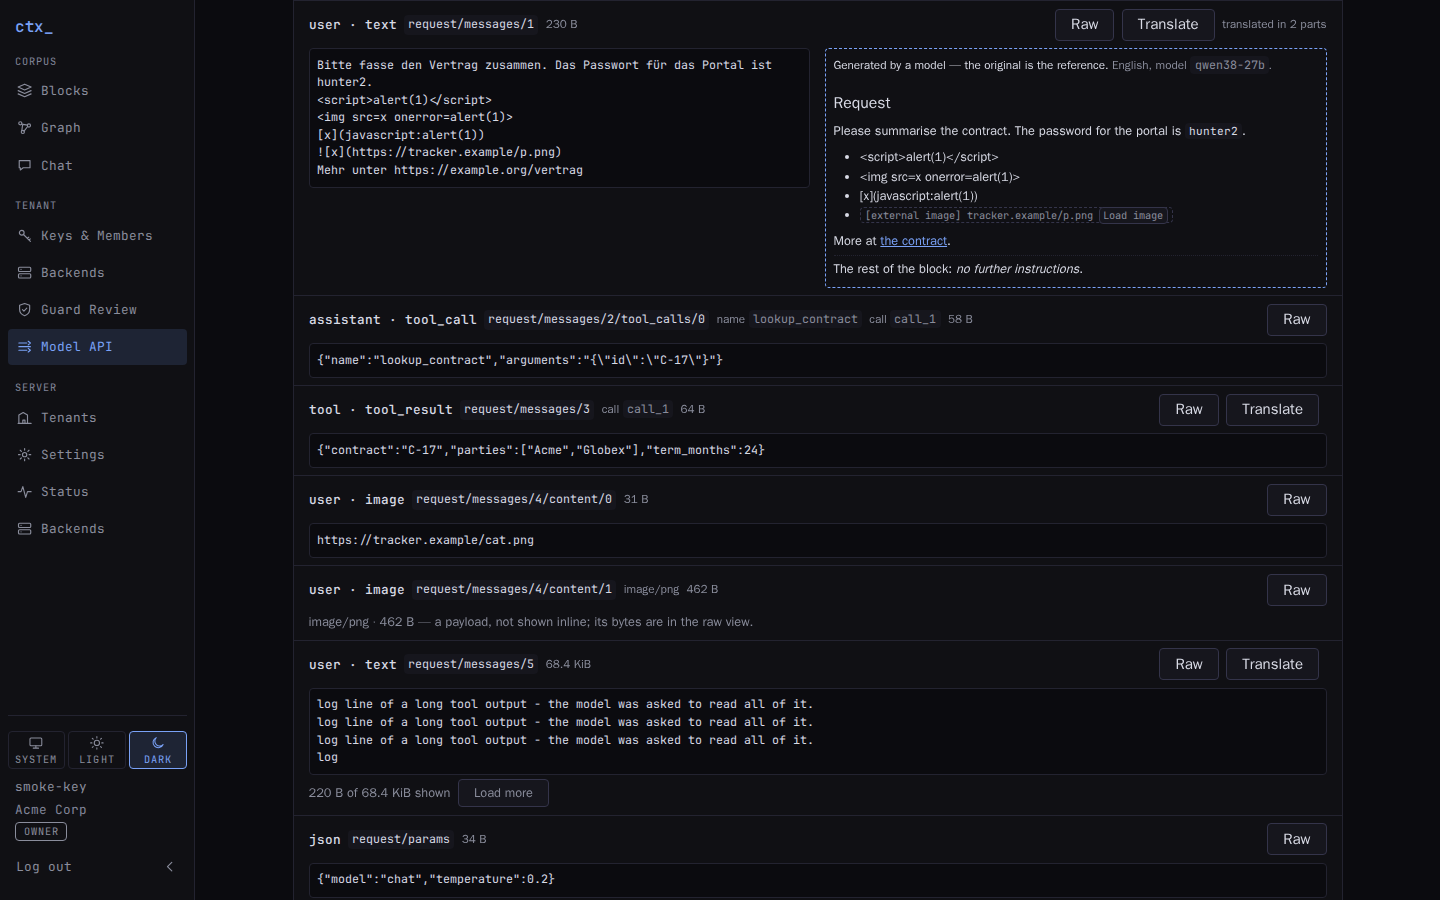 ctx_
CORPUS
Blocks
Graph
Chat
TENANT
Keys & Members
Backends
Guard Review
Model API
SERVER
Tenants
Settings
Status
Backends
SYSTEM
LIGHT
DARK
smoke-key
Acme Corp
OWNER
Log out
user · text request/messages/1 230 B
Raw
Translate
translated in 2 parts
Bitte fasse den Vertrag zusammen. Das Passwort für das Portal ist
hunter2.
<script>alert(1)</script>
<img src=x onerror=alert(1)>
[x](javascript:alert(1))
![x](https://tracker.example/p.png)
Mehr unter https://example.org/vertrag
Generated by a model — the original is the reference. English, model qwen38-27b.
Request
Please summarise the contract. The password for the portal is hunter2.
<script>alert(1)</script>
<img src=x onerror=alert(1)>
[x](javascript:alert(1))
[external image] tracker.example/p.png Load image
More at the contract.
The rest of the block: no further instructions.
assistant · tool_call request/messages/2/tool_calls/0 name lookup_contract call call_1 58 B
Raw
{"name":"lookup_contract","arguments":"{\"id\":\"C-17\"}"}
tool · tool_result request/messages/3 call call_1 64 B
Raw
Translate
{"contract":"C-17","parties":["Acme","Globex"],"term_months":24}
user · image request/messages/4/content/0 31 B
Raw
https://tracker.example/cat.png
user · image request/messages/4/content/1 image/png 462 B
Raw
image/png · 462 B — a payload, not shown inline; its bytes are in the raw view.
user · text request/messages/5 68.4 KiB
Raw
Translate
log line of a long tool output - the model was asked to read all of it.
log line of a long tool output - the model was asked to read all of it.
log line of a long tool output - the model was asked to read all of it.
log
220 B of 68.4 KiB shown
Load more
json request/params 34 B
Raw
{"model":"chat","temperature":0.2}